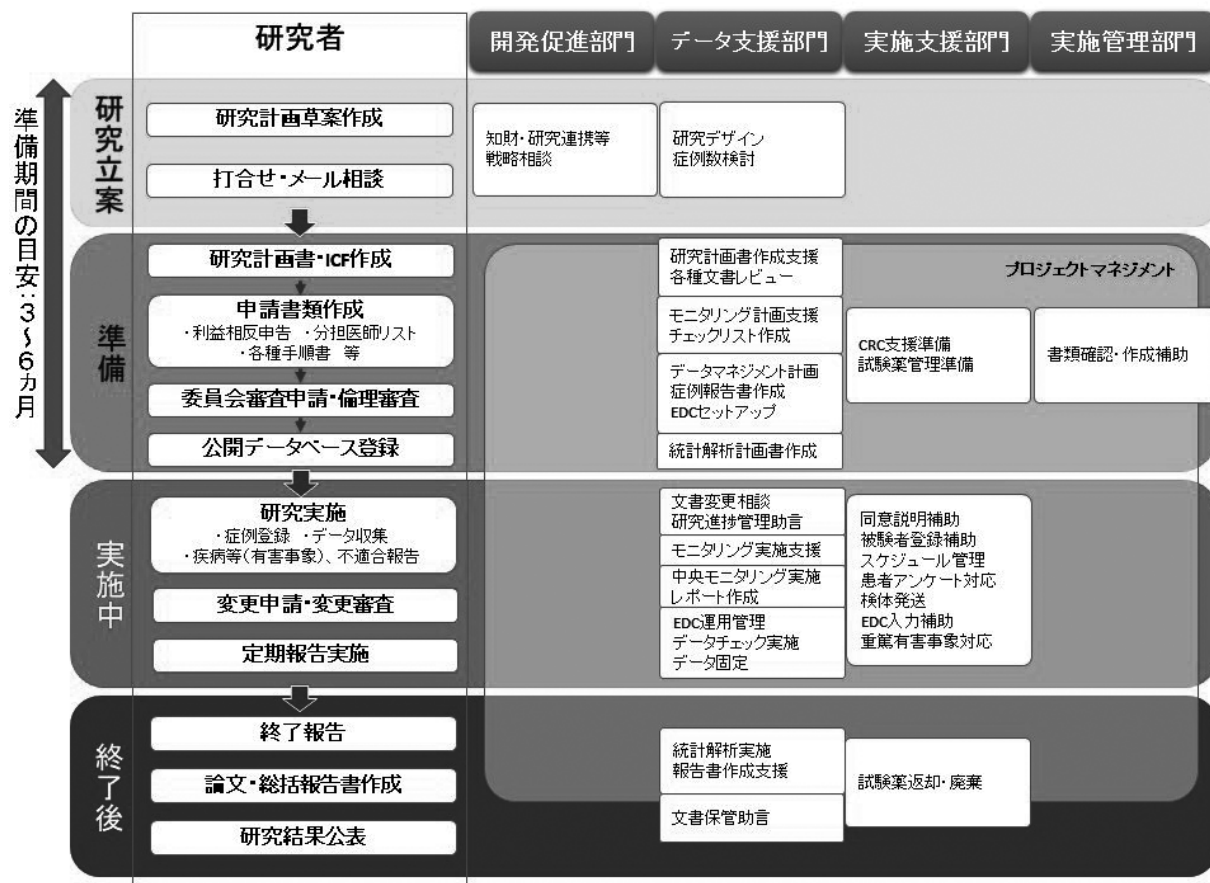 研究者
開発促進部門
データ支援部門
実施支援部門
実施管理部門
準備期間の目安:3～6ヵ月
研究立案
研究計画草案作成
打合せ・メール相談
知財・研究連携等
戦略相談
研究デザイン
症例数検討
準備
研究計画書・ICF作成
申請書類作成
・利益相反申告 ・分担医師リスト
・各種手順書 等
委員会審査申請・倫理審査
公開データベース登録
研究計画書作成支援
各種文書レビュー
モニタリング計画支援
チェックリスト作成
データマネジメント計画
症例報告書作成
EDCセットアップ
統計解析計画書作成
プロジェクトマネジメント
CRC支援準備
試験薬管理準備
書類確認・作成補助
実施中
研究実施
・症例登録 ・データ収集
・疾病等(有害事象)、不適合報告
変更申請・変更審査
定期報告実施
文書変更相談
研究進捗管理助言
モニタリング実施支援
中央モニタリング実施
レポート作成
EDC運用管理
データチェック実施
データ固定
同意説明補助
被験者登録補助
スケジュール管理
患者アンケート対応
検体発送
EDC入力補助
重篤有害事象対応
終了後
終了報告
論文・総括報告書作成
研究結果公表
統計解析実施
報告書作成支援
文書保管助言
試験薬返却・廃棄